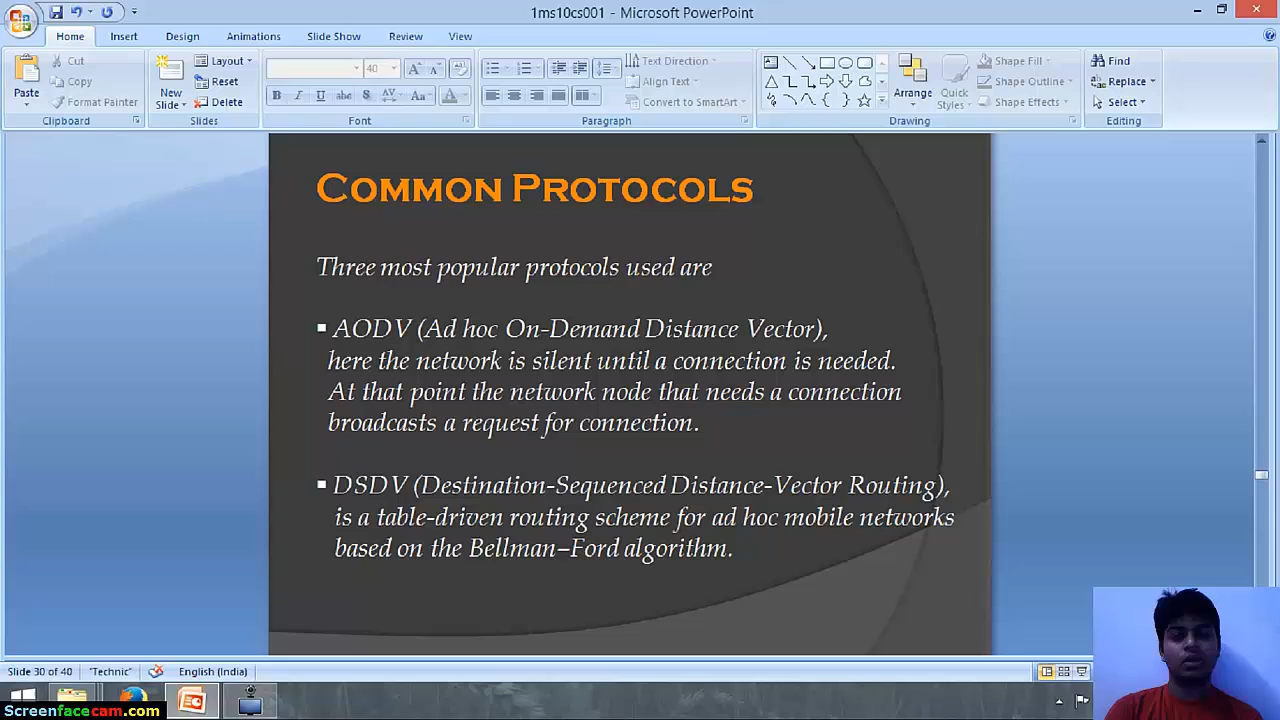 1ms10cs001 - Microsoft PowerPoint
Home Insert Design Animations Slide Show Review View
Paste
Cut
Copy
Format Painter
Clipboard
New Slide
Layout
Reset
Delete
Slides
40
B I U abc S AV Aa A
Font
Text Direction
Align Text
Convert to SmartArt
Paragraph
Arrange
Quick Styles
Shape Fill
Shape Outline
Shape Effects
Drawing
Find
Replace
Select
Editing
Common Protocols
Three most popular protocols used are
▪ AODV (Ad hoc On-Demand Distance Vector),
here the network is silent until a connection is needed.
At that point the network node that needs a connection
broadcasts a request for connection.
▪ DSDV (Destination-Sequenced Distance-Vector Routing),
is a table-driven routing scheme for ad hoc mobile networks
based on the Bellman–Ford algorithm.
Slide 30 of 40 "Technic" English (India)
Screenfacecam.com